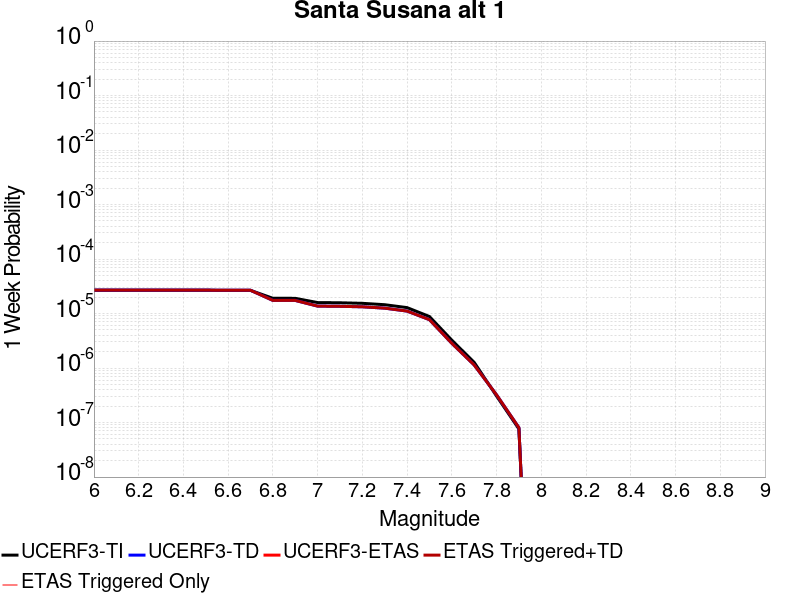 Santa Susana alt 1
10^0
10^-1
10^-2
10^-3
10^-4
10^-5
10^-6
10^-7
10^-8
1 Week Probability
6 6.2 6.4 6.6 6.8 7 7.2 7.4 7.6 7.8 8 8.2 8.4 8.6 8.8 9
Magnitude
UCERF3-TI UCERF3-TD UCERF3-ETAS ETAS Triggered+TD
ETAS Triggered Only